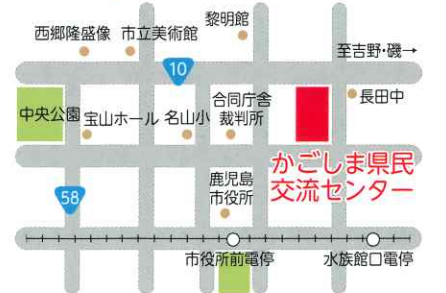 黎明館
西郷隆盛像
市立美術館
至吉野・磯→
10
中央公園
宝山ホール
名山小
合同庁舎
裁判所
長田中
かごしま県民
交流センター
鹿児島
市役所
58
市役所前電停
水族館口電停